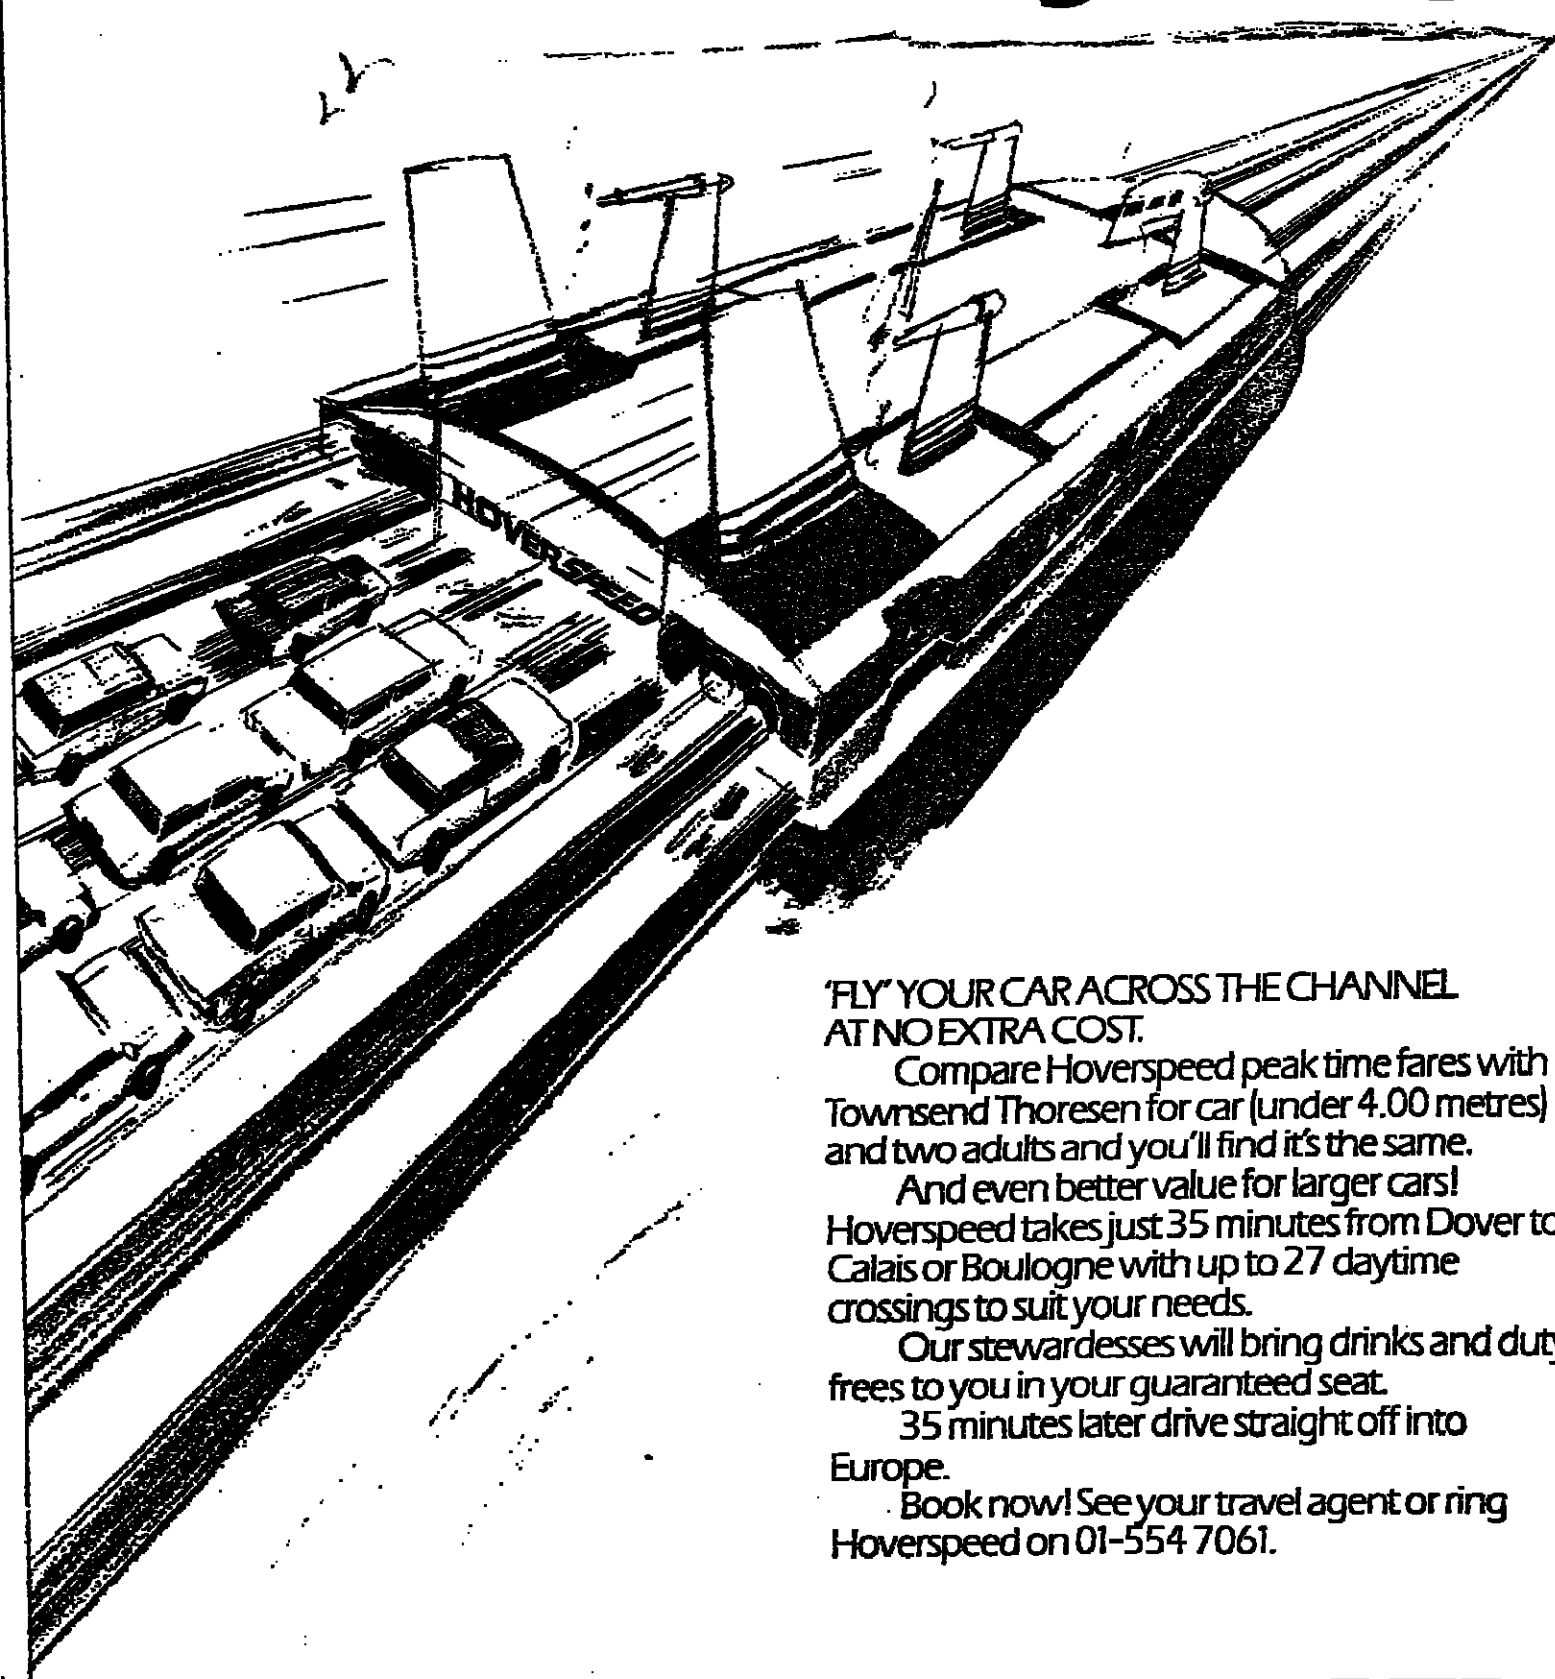 HOVERSPEED
'FLY' YOUR CAR ACROSS THE CHANNEL
AT NO EXTRA COST.
Compare Hoverspeed peak time fares with
Townsend Thoresen for car (under 4.00 metres)
and two adults and you'll find it's the same.
And even better value for larger cars!
Hoverspeed takes just 35 minutes from Dover to
Calais or Boulogne with up to 27 daytime
crossings to suit your needs.
Our stewardesses will bring drinks and duty
frees to you in your guaranteed seat.
35 minutes later drive straight off into
Europe.
Book now! See your travel agent or ring
Hoverspeed on 01-554 7061.